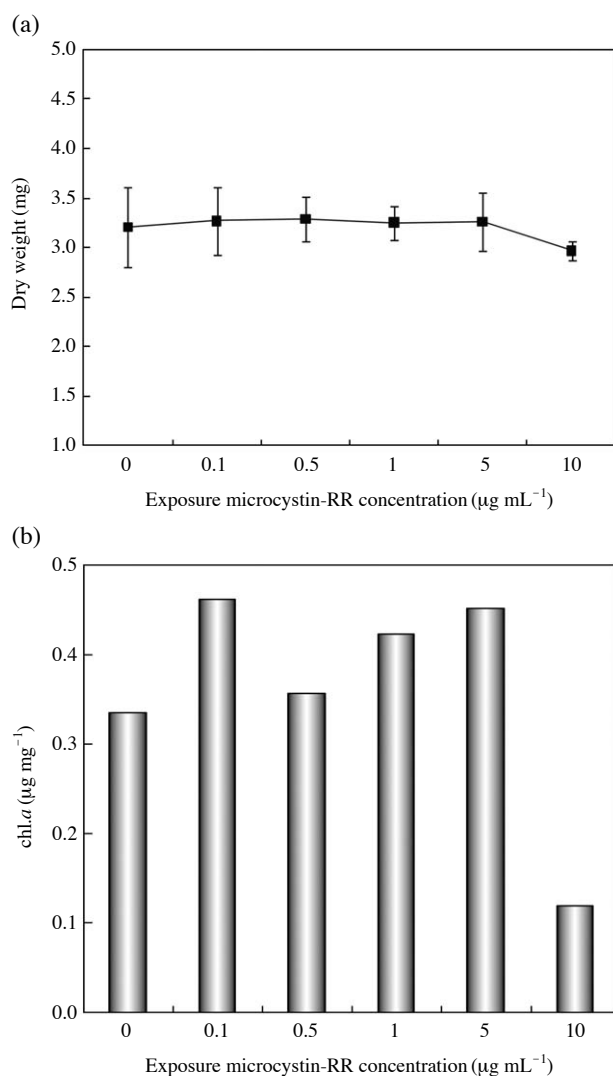 (a)
5.0
4.5
4.0
3.5
3.0
2.5
2.0
1.5
1.0
Dry weight (mg)
0 0.1 0.5 1 5 10
Exposure microcystin-RR concentration (μg mL⁻¹)
(b)
0.5
0.4
0.3
0.2
0.1
0.0
chl.a (μg mg⁻¹)
0 0.1 0.5 1 5 10
Exposure microcystin-RR concentration (μg mL⁻¹)